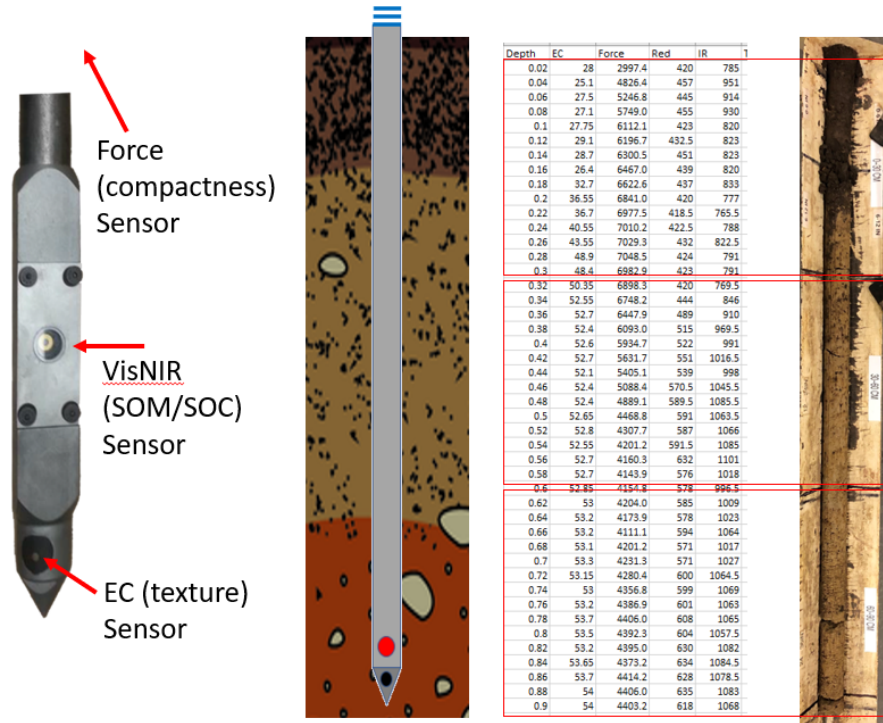 Force
(compactness)
Sensor
VisNIR
(SOM/SOC)
Sensor
EC (texture)
Sensor
Depth EC Force Red IR T
0.02 28 2997.4 420 785
0.04 25.1 4826.4 457 951
0.06 27.5 5246.8 445 914
0.08 27.1 5749.0 455 930
0.1 27.75 6112.1 423 820
0.12 29.1 6196.7 432.5 823
0.14 28.7 6300.5 451 823
0.16 26.4 6467.0 439 820
0.18 32.7 6622.6 437 833
0.2 36.55 6841.0 420 777
0.22 36.7 6977.5 418.5 765.5
0.24 40.55 7010.2 422.5 788
0.26 43.55 7029.3 432 822.5
0.28 48.9 7048.5 424 791
0.3 48.4 6982.9 423 791
0.32 50.35 6898.3 420 769.5
0.34 52.55 6748.2 444 846
0.36 52.7 6447.9 489 910
0.38 52.4 6093.0 515 969.5
0.4 52.6 5934.7 522 991
0.42 52.7 5631.7 551 1016.5
0.44 52.1 5405.1 539 998
0.46 52.4 5088.4 570.5 1045.5
0.48 52.4 4889.1 589.5 1085.5
0.5 52.65 4468.8 591 1063.5
0.52 52.8 4307.7 587 1066
0.54 52.55 4201.2 591.5 1085
0.56 52.7 4160.3 632 1101
0.58 52.7 4143.9 576 1018
0.6 52.85 4154.8 578 996.5
0.62 53 4204.0 585 1009
0.64 53.2 4173.9 578 1023
0.66 53.2 4111.1 594 1064
0.68 53.1 4201.2 571 1017
0.7 53.3 4231.3 571 1027
0.72 53.15 4280.4 600 1064.5
0.74 53 4356.8 599 1069
0.76 53.2 4386.9 601 1063
0.78 53.7 4406.0 608 1065
0.8 53.5 4392.3 604 1057.5
0.82 53.2 4395.0 630 1082
0.84 53.65 4373.2 634 1084.5
0.86 53.7 4414.2 628 1078.5
0.88 54 4406.0 635 1083
0.9 54 4403.2 618 1068
0-30 CM
30-60 CM
60-90 CM